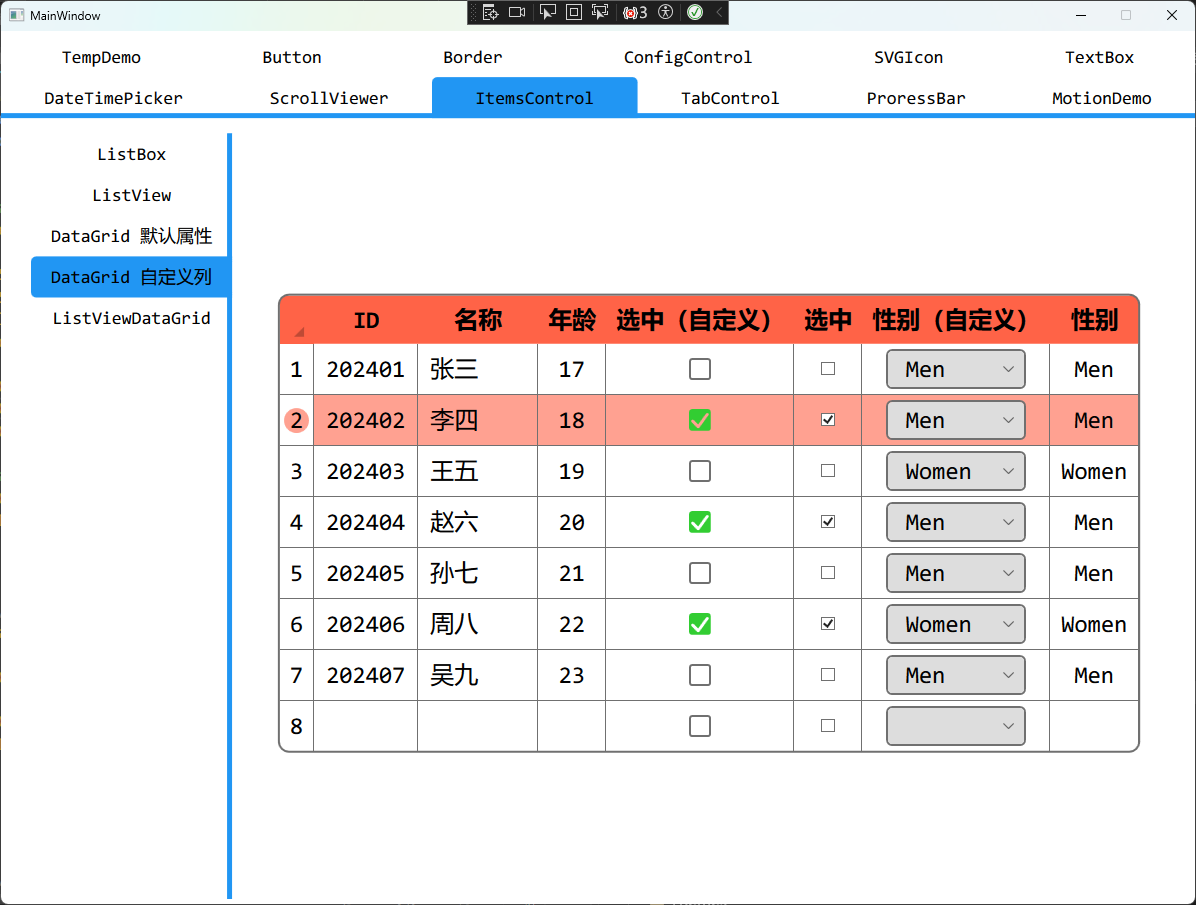 MainWindow
3
TempDemo Button Border ConfigControl SVGIcon TextBox
DateTimePicker ScrollViewer ItemsControl TabControl ProressBar MotionDemo
ListBox
ListView
DataGrid 默认属性
DataGrid 自定义列
ListViewDataGrid
ID 名称 年龄 选中（自定义） 选中 性别（自定义） 性别
1 202401 张三 17 Men Men
2 202402 李四 18 Men Men
3 202403 王五 19 Women Women
4 202404 赵六 20 Men Men
5 202405 孙七 21 Men Men
6 202406 周八 22 Women Women
7 202407 吴九 23 Men Men
8